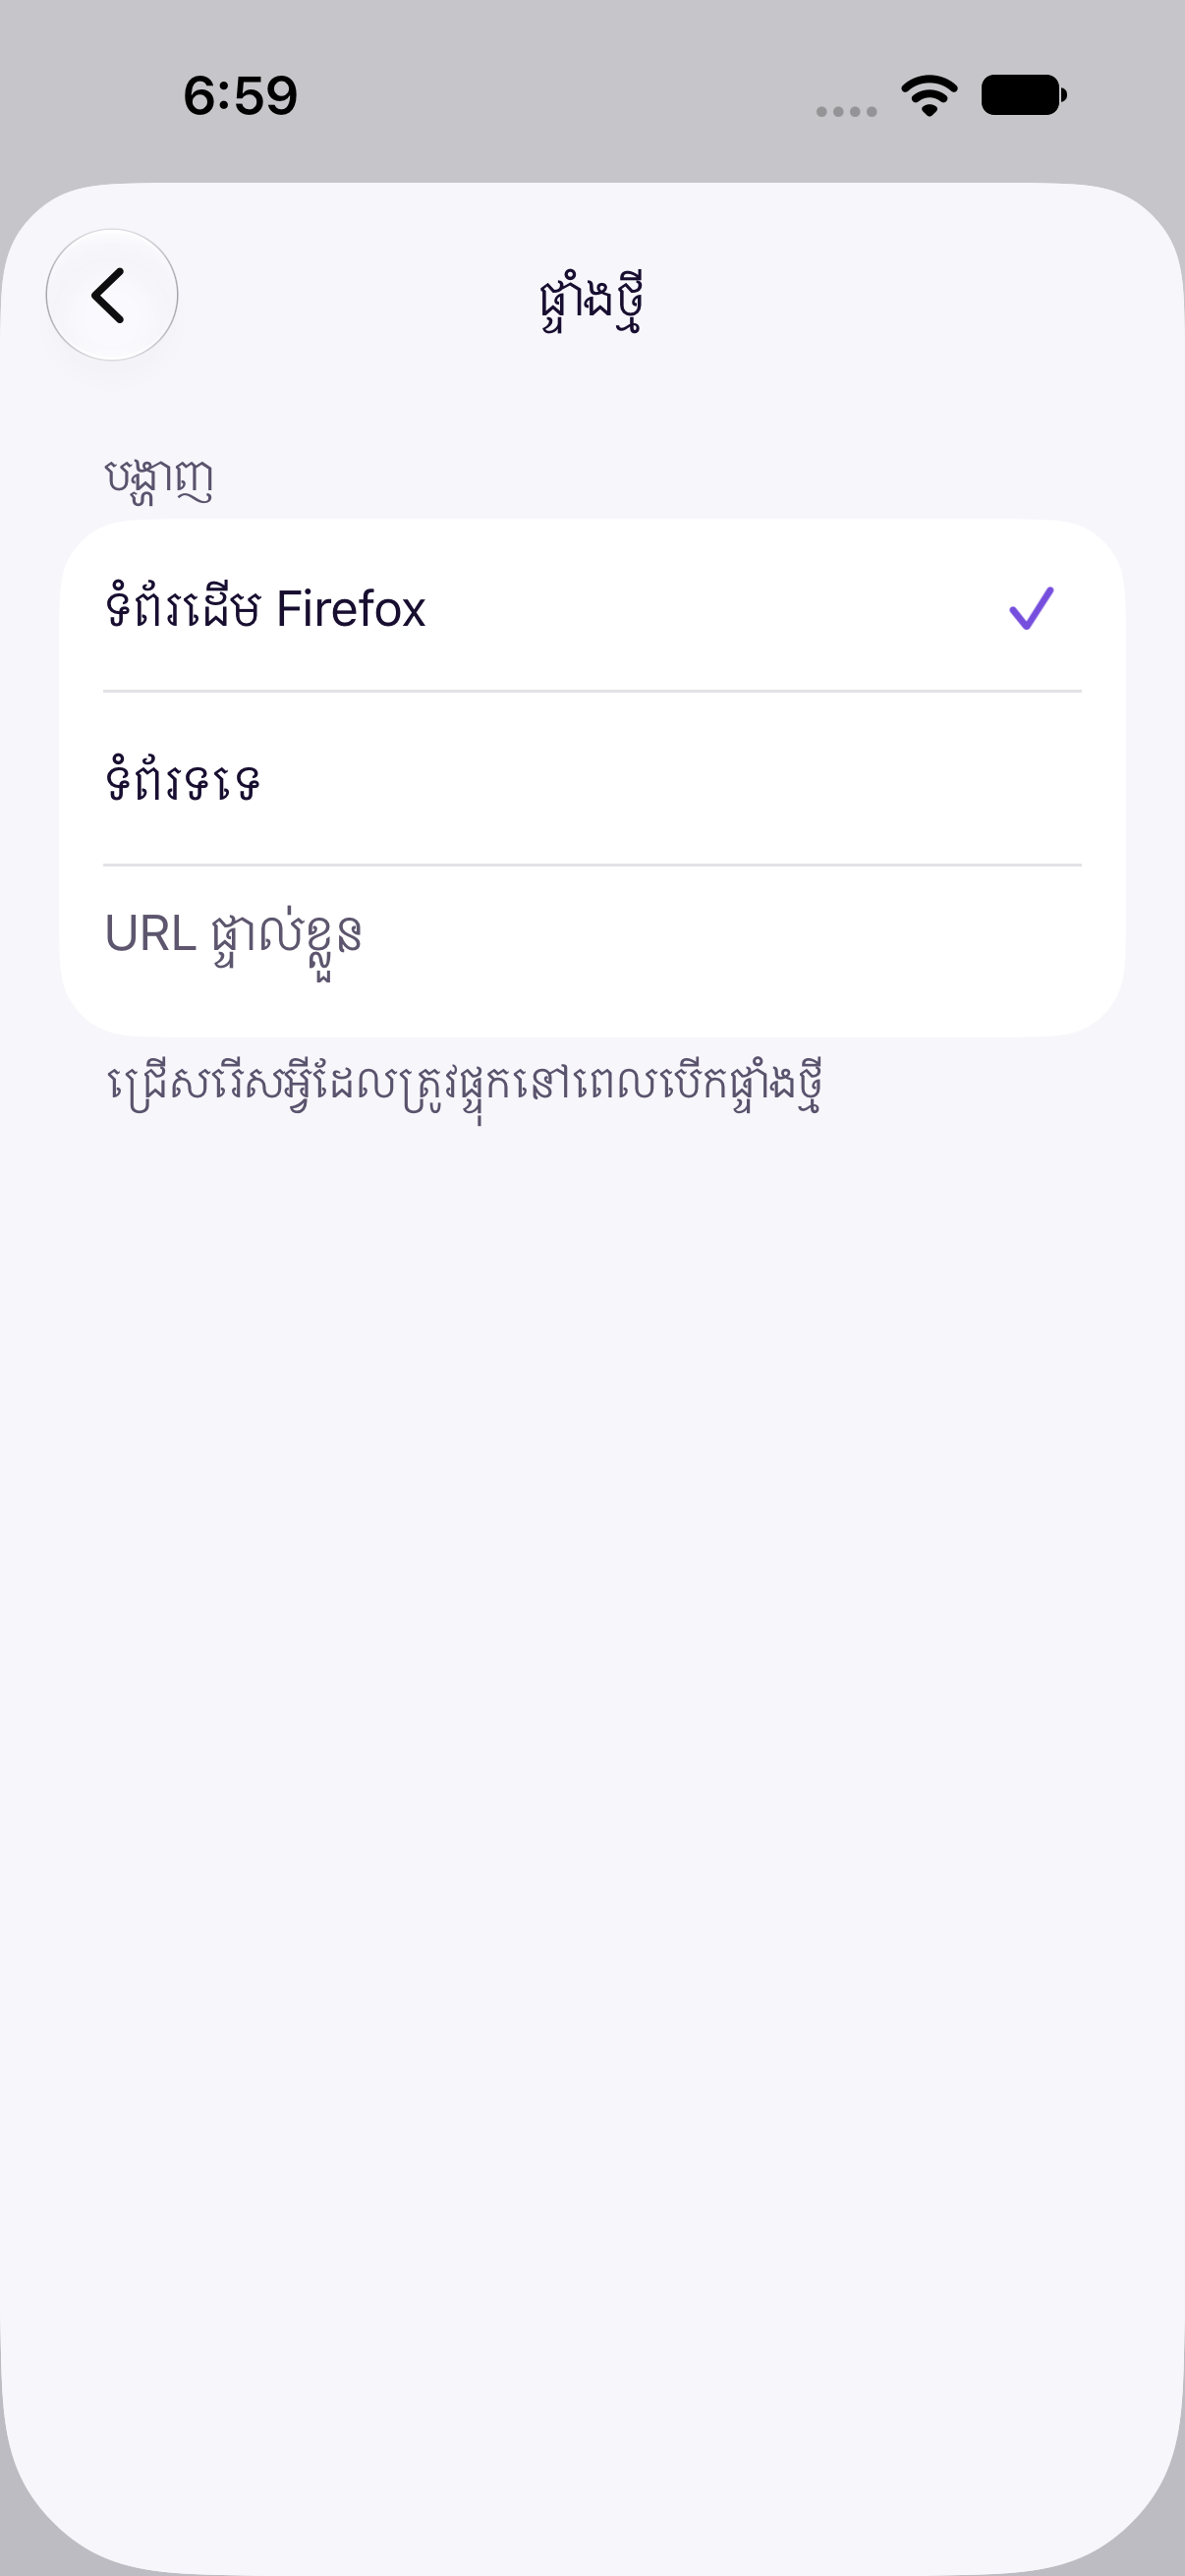 6:59
ផ្ទាំងថ្មី
បង្ហាញ
ទំព័រដើម Firefox
ទំព័រទទេ
URL ផ្ទាល់ខ្លួន
ជ្រើសរើសអ្វីដែលត្រូវផ្ទុកនៅពេលបើកផ្ទាំងថ្មី